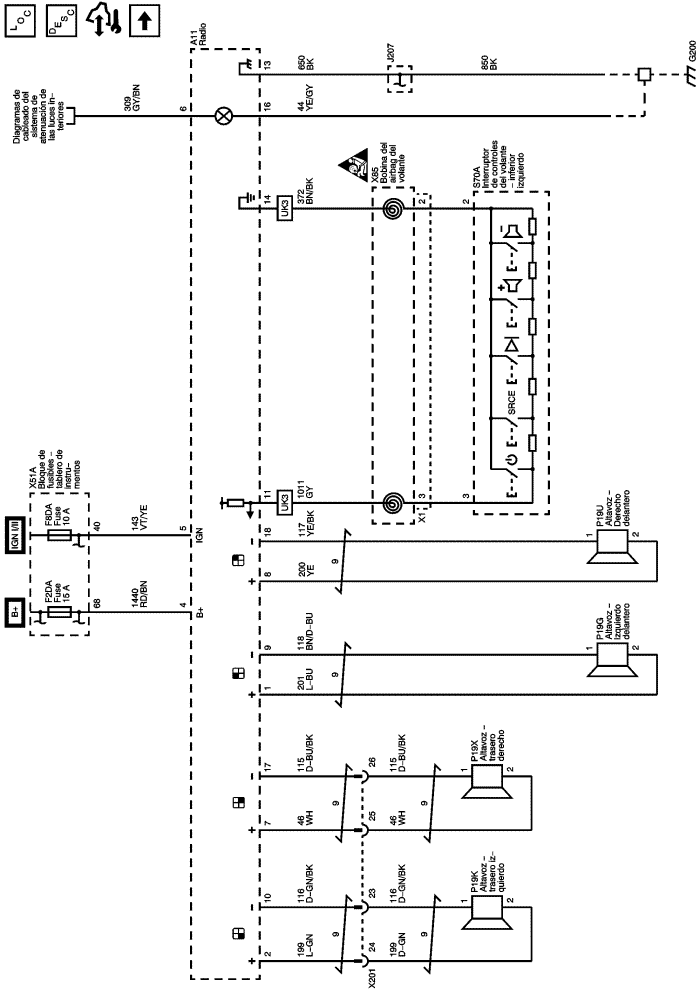 LOC
DESC
B+
F2DA
Fuse
15 A
IGN I/II
F8DA
Fuse
10 A
X51A
Bloque de
fusibles –
tablero de
instru-
mentos
68
40
1440
RD/BN
143
VT/YE
4
5
B+
IGN
Diagramas de
cableado del
sistema de
atenuación de
las luces in-
teriores
309
GY/BN
6
A11
Radio
+
–
+
–
+
–
+
–
2
10
7
17
1
9
8
18
11
14
16
13
199
L–GN
116
D–GN/BK
46
WH
115
D–BU/BK
201
L–BU
118
BN/D–BU
200
YE
117
YE/BK
UK3
1011
GY
UK3
372
BN/BK
44
YE/GY
650
BK
9
9
9
9
X201
24
23
25
26
199
D–GN
116
D–GN/BK
46
WH
115
D–BU/BK
9
9
X85
Bobina del
airbag del
volante
X1
3
2
J207
850
BK
G200
3
2
S70A
Interruptor
de controles
del volante
– inferior
izquierdo
SRCE
+
–
P19K
Altavoz –
trasero iz-
quierdo
1
2
P19X
Altavoz –
trasero
derecho
1
2
P19G
Altavoz –
Izquierdo
delantero
1
2
P19U
Altavoz –
Derecho
delantero
1
2